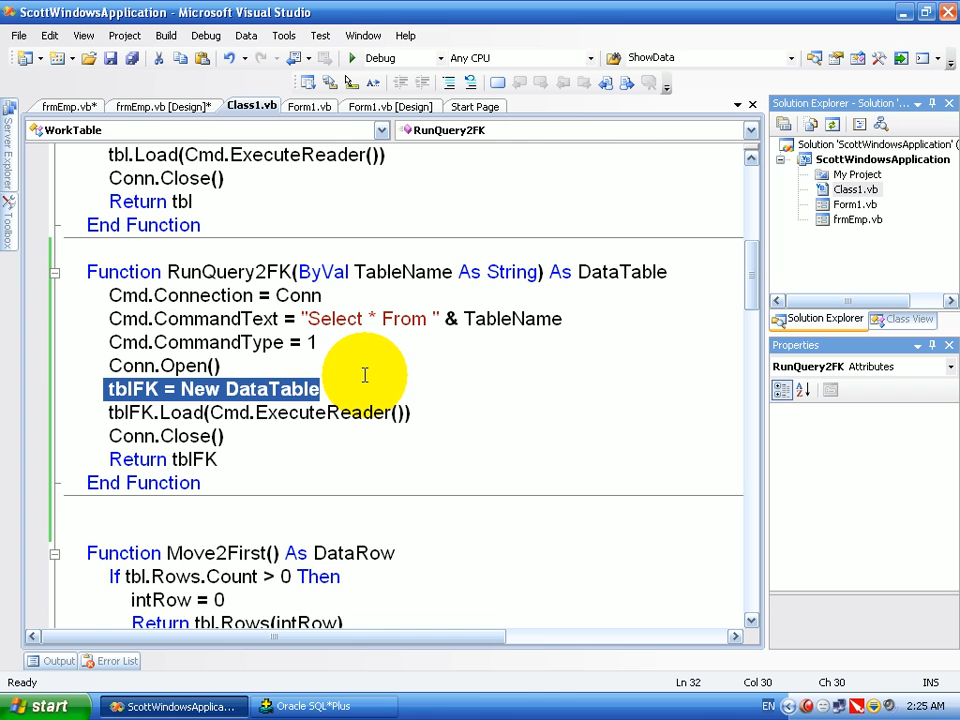 ScottWindowsApplication - Microsoft Visual Studio
File Edit View Project Build Debug Data Tools Test Window Help
Debug Any CPU ShowData
frmEmp.vb* frmEmp.vb [Design]* Class1.vb Form1.vb Form1.vb [Design] Start Page
WorkTable RunQuery2FK
Server Explorer
Toolbox
tbl.Load(Cmd.ExecuteReader())
Conn.Close()
Return tbl
End Function
Function RunQuery2FK(ByVal TableName As String) As DataTable
Cmd.Connection = Conn
Cmd.CommandText = "Select * From " & TableName
Cmd.CommandType = 1
Conn.Open()
tblFK = New DataTable
tblFK.Load(Cmd.ExecuteReader())
Conn.Close()
Return tblFK
End Function
Function Move2First() As DataRow
If tbl.Rows.Count > 0 Then
intRow = 0
Return tbl.Rows(intRow)
Solution Explorer - Solution '...
Solution 'ScottWindowsApplication' (
ScottWindowsApplication
My Project
Class1.vb
Form1.vb
frmEmp.vb
Solution Explorer Class View
Properties
RunQuery2FK Attributes
Output Error List
Ready Ln 32 Col 30 Ch 30 INS
start ScottWindowsApplica... Oracle SQL*Plus EN 2:25 AM